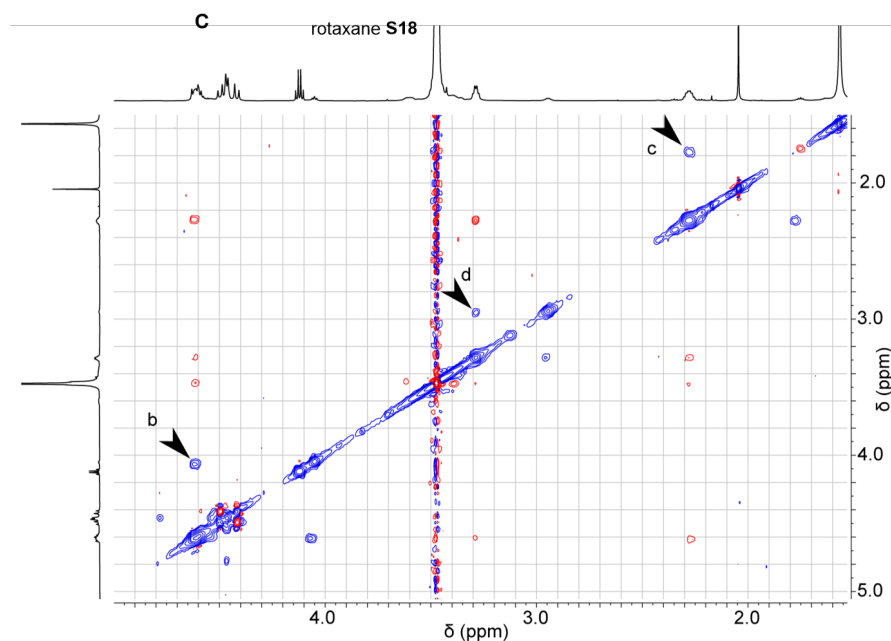 C
rotaxane S18
c
2.0
d
3.0
b
4.0
5.0
δ (ppm)
4.0 3.0 2.0
δ (ppm)